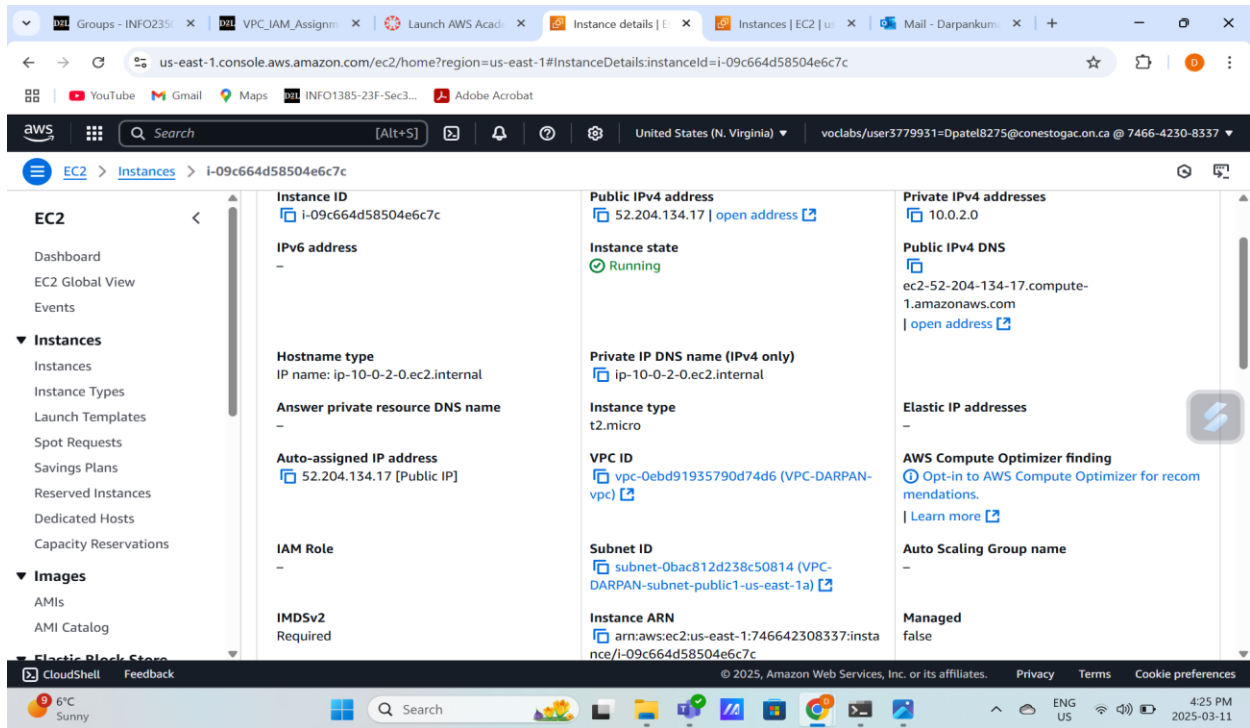 Groups - INFO235(
VPC_IAM_Assignm
Launch AWS Acad
Instance details | E
Instances | EC2 | us
Mail - Darpankum
us-east-1.console.aws.amazon.com/ec2/home?region=us-east-1#InstanceDetails:instanceId=i-09c664d58504e6c7c
D
YouTube Gmail Maps INFO1385-23F-Sec3... Adobe Acrobat
aws Search [Alt+S] United States (N. Virginia) voclabs/user3779931=Dpatel8275@conestogac.on.ca @ 7466-4230-8337
EC2 > Instances > i-09c664d58504e6c7c
EC2
Dashboard
EC2 Global View
Events
Instances
Instances
Instance Types
Launch Templates
Spot Requests
Savings Plans
Reserved Instances
Dedicated Hosts
Capacity Reservations
Images
AMIs
AMI Catalog
Elastic Block Store
Instance ID
i-09c664d58504e6c7c
Public IPv4 address
52.204.134.17 | open address
Private IPv4 addresses
10.0.2.0
IPv6 address
–
Instance state
Running
Public IPv4 DNS
ec2-52-204-134-17.compute-
1.amazonaws.com
| open address
Hostname type
IP name: ip-10-0-2-0.ec2.internal
Private IP DNS name (IPv4 only)
ip-10-0-2-0.ec2.internal
Answer private resource DNS name
–
Instance type
t2.micro
Elastic IP addresses
–
Auto-assigned IP address
52.204.134.17 [Public IP]
VPC ID
vpc-0ebd91935790d74d6 (VPC-DARPAN-
vpc)
AWS Compute Optimizer finding
Opt-in to AWS Compute Optimizer for recom
mendations.
| Learn more
IAM Role
–
Subnet ID
subnet-0bac812d238c50814 (VPC-
DARPAN-subnet-public1-us-east-1a)
Auto Scaling Group name
–
IMDSv2
Required
Instance ARN
arn:aws:ec2:us-east-1:746642308337:insta
nce/i-09c664d58504e6c7c
Managed
false
CloudShell Feedback © 2025, Amazon Web Services, Inc. or its affiliates. Privacy Terms Cookie preferences
9
6°C
Sunny
Search
ENG
US
4:25 PM
2025-03-11